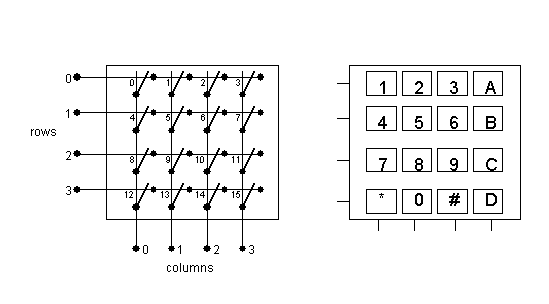 0 0 1 2 3 1 2 3 A
1 4 5 6 7 4 5 6 B
rows
2 8 9 10 11 7 8 9 C
3 12 13 14 15 * 0 # D
0 1 2 3
columns